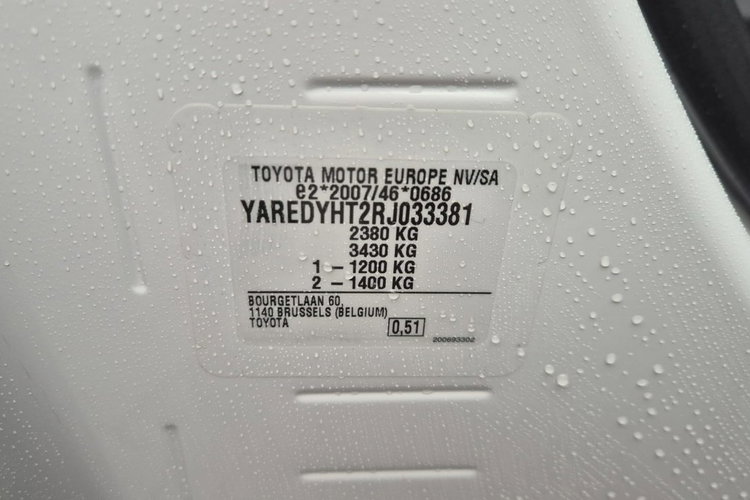 TOYOTA MOTOR EUROPE NV/SA
e2*2007/46*0686
YAREDYHT2RJ033381
2380 KG
3430 KG
1 – 1200 KG
2 – 1400 KG
BOURGETLAAN 60,
1140 BRUSSELS (BELGIUM)
TOYOTA
0,51
200693302